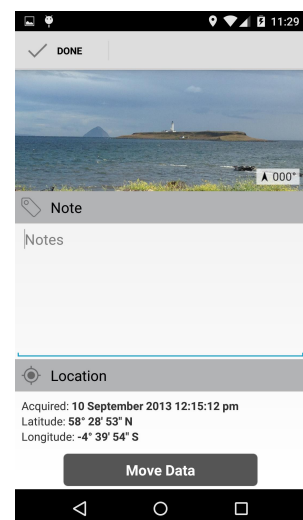 11:29
DONE
000°
Note
Notes
Location
Acquired: 10 September 2013 12:15:12 pm
Latitude: 58° 28' 53" N
Longitude: -4° 39' 54" S
Move Data